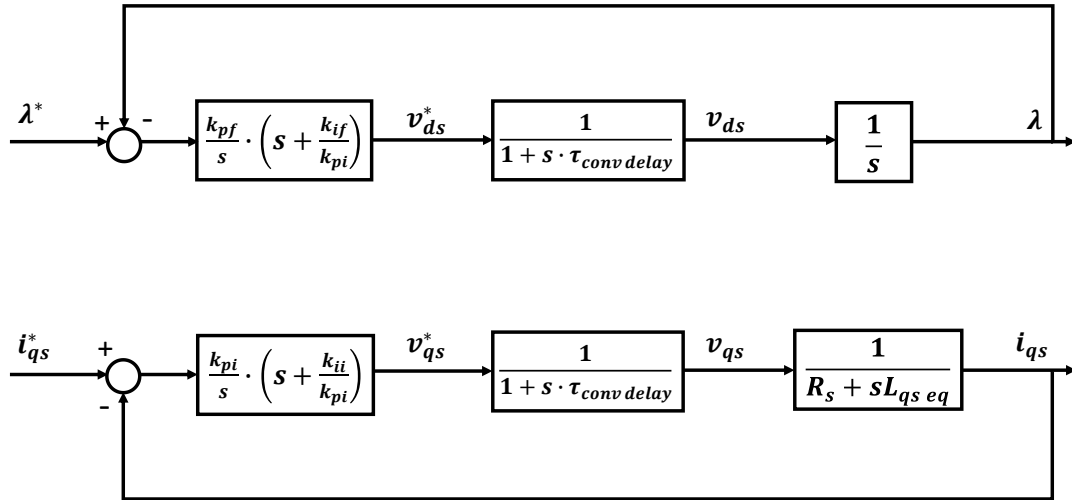 λ* + - k_pf/s · (s + k_if/k_pi) v*_ds 1/(1 + s · τ_conv delay) v_ds 1/s λ
i*_qs + - k_pi/s · (s + k_ii/k_pi) v*_qs 1/(1 + s · τ_conv delay) v_qs 1/(R_s + sL_qs eq) i_qs